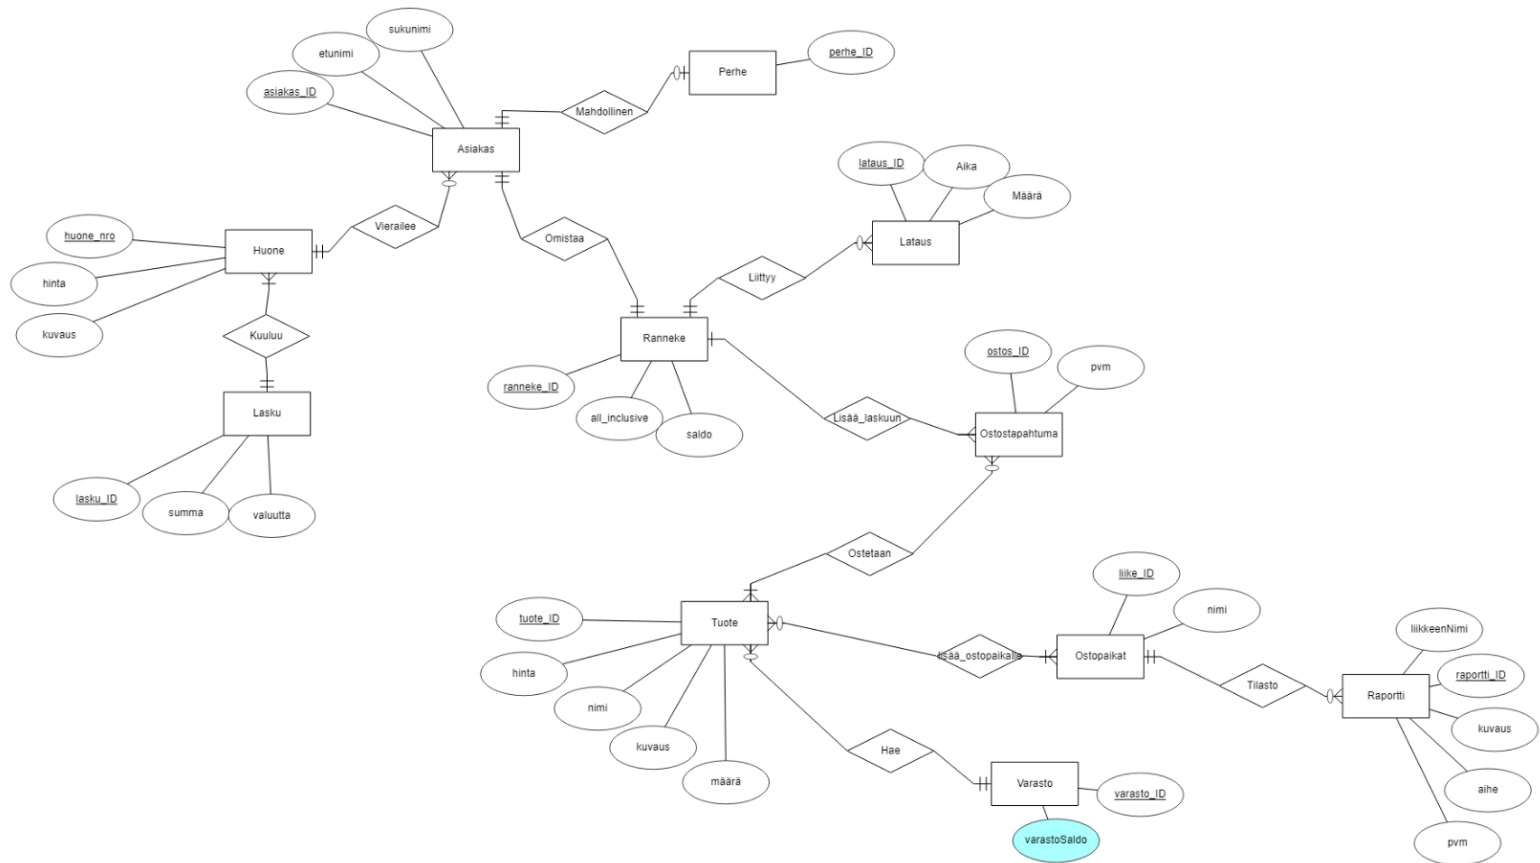 sukunimi
etunimi
asiakas_ID
Perhe
perhe_ID
Mahdollinen
Asiakas
lataus_ID
Aika
Määrä
huone_nro
Huone
Vierailee
Omistaa
Lataus
hinta
Liittyy
kuvaus
Kuuluu
Ranneke
ostos_ID
pvm
ranneke_ID
all_inclusive
saldo
Lisää_laskuun
Ostostapahtuma
Lasku
lasku_ID
summa
valuutta
Ostetaan
liike_ID
nimi
tuote_ID
Tuote
liikkeenNimi
hinta
lisää_ostopaikalle
Ostopaikat
raportti_ID
Tilasto
Raportti
nimi
kuvaus
kuvaus
määrä
Hae
Varasto
varasto_ID
aihe
varastoSaldo
pvm